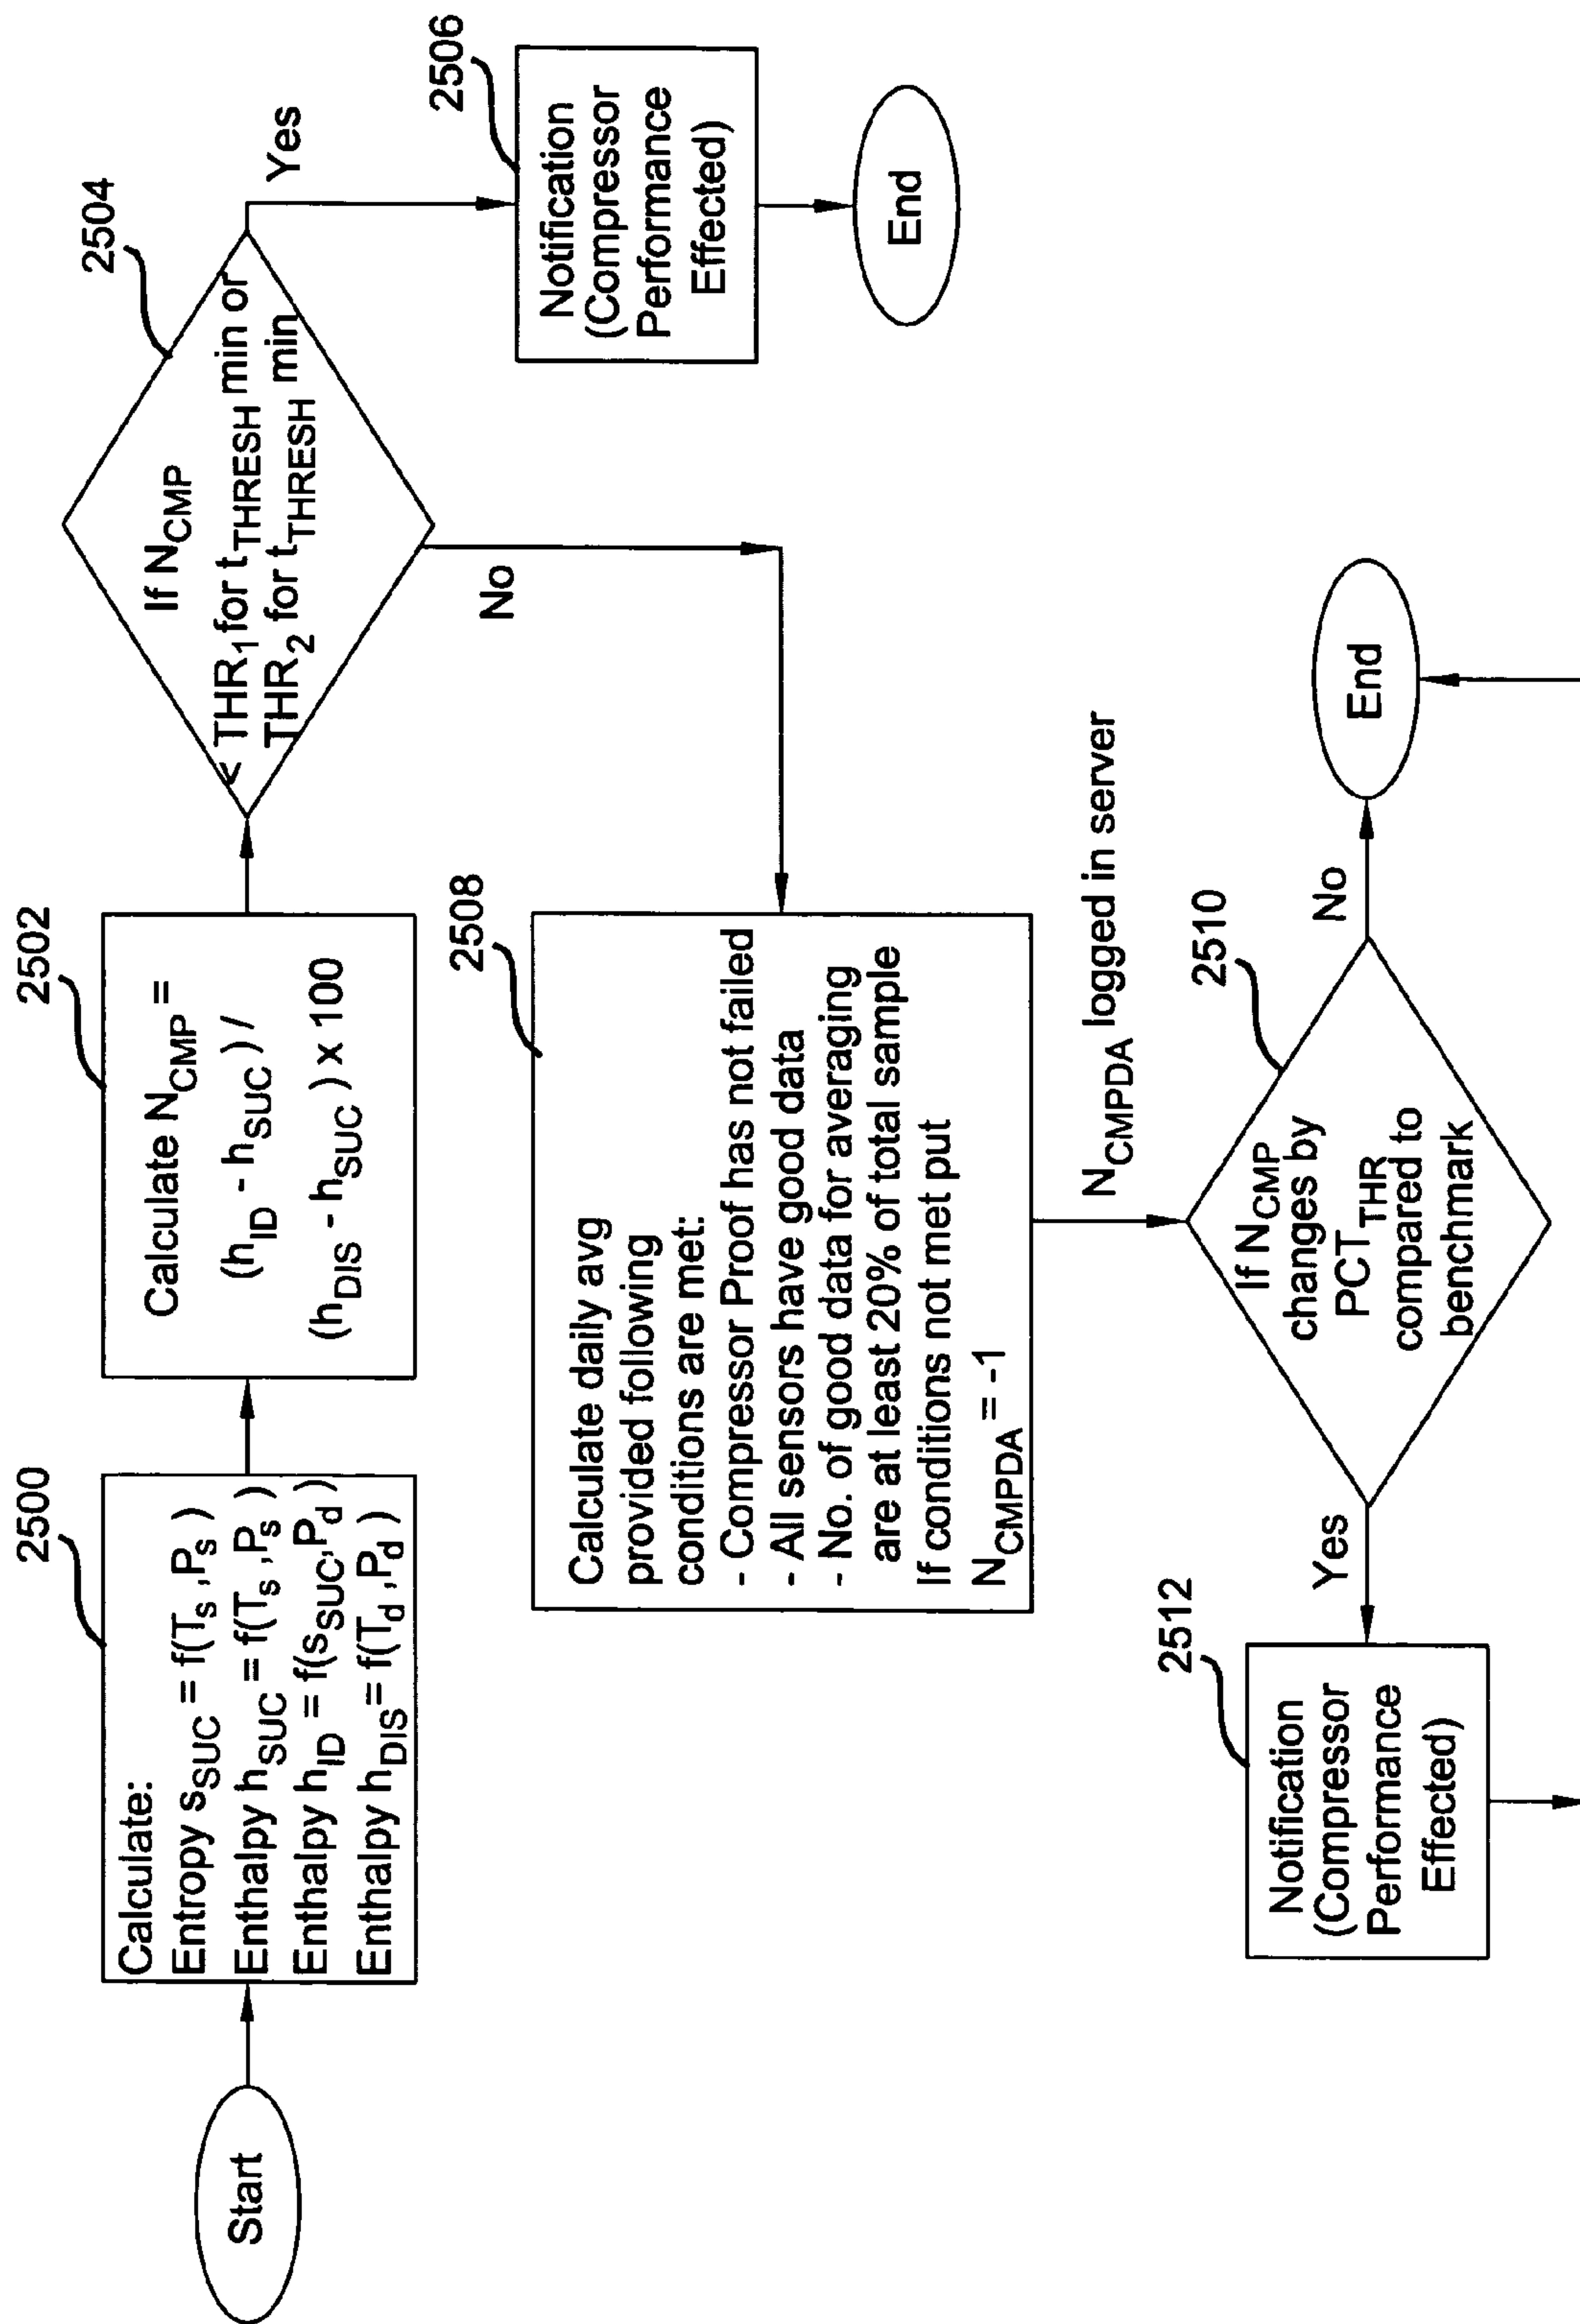 Start
2500
Calculate:
Entropy s_SUC = f(T_s ,P_s )
Enthalpy h_SUC = f(T_s ,P_s )
Enthalpy h_ID = f(s_SUC,P_d )
Enthalpy h_DIS = f(T_d ,P_d )
2502
Calculate N_CMP =
(h_ID - h_SUC ) /
(h_DIS - h_SUC ) x 100
2504
If N_CMP
< THR_1 for t_THRESH min or
THR_2 for t_THRESH min
Yes
2506
Notification
(Compressor
Performance
Effected)
End
No
2508
Calculate daily avg
provided following
conditions are met:
- Compressor Proof has not failed
- All sensors have good data
- No. of good data for averaging
are at least 20% of total sample
If conditions not met put
N_CMPDA = -1
N_CMPDA logged in server
2510
If N_CMP
changes by
PCT_THR
compared to
benchmark
No
End
Yes
2512
Notification
(Compressor
Performance
Effected)